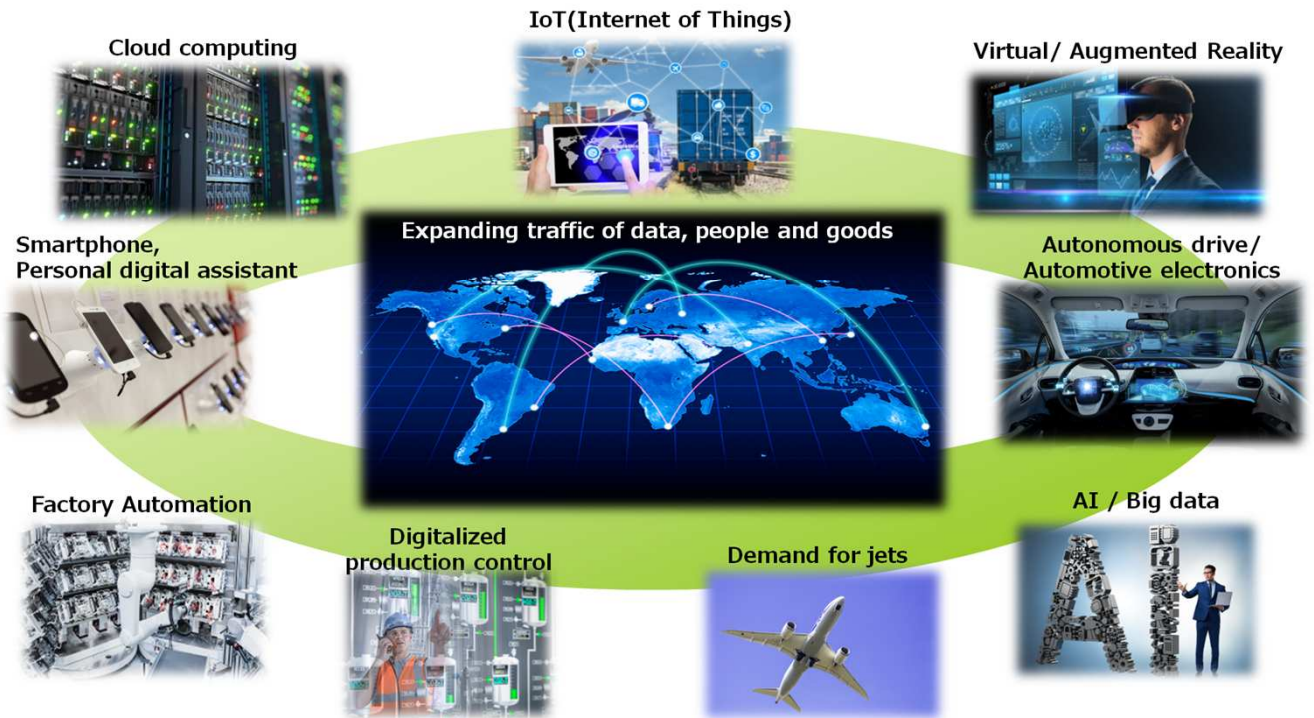 IoT(Internet of Things)
Cloud computing
Virtual/ Augmented Reality
Smartphone,
Personal digital assistant
Expanding traffic of data, people and goods
Autonomous drive/
Automotive electronics
Factory Automation
Digitalized
production control
Demand for jets
AI / Big data
AI